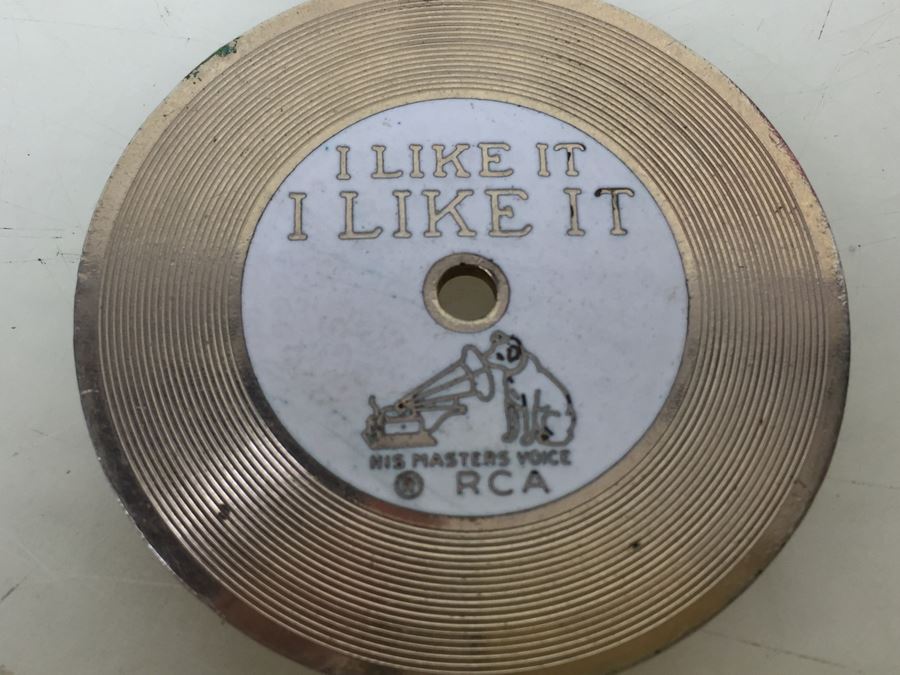 I LIKE IT
I LIKE IT
HIS MASTERS VOICE
® RCA